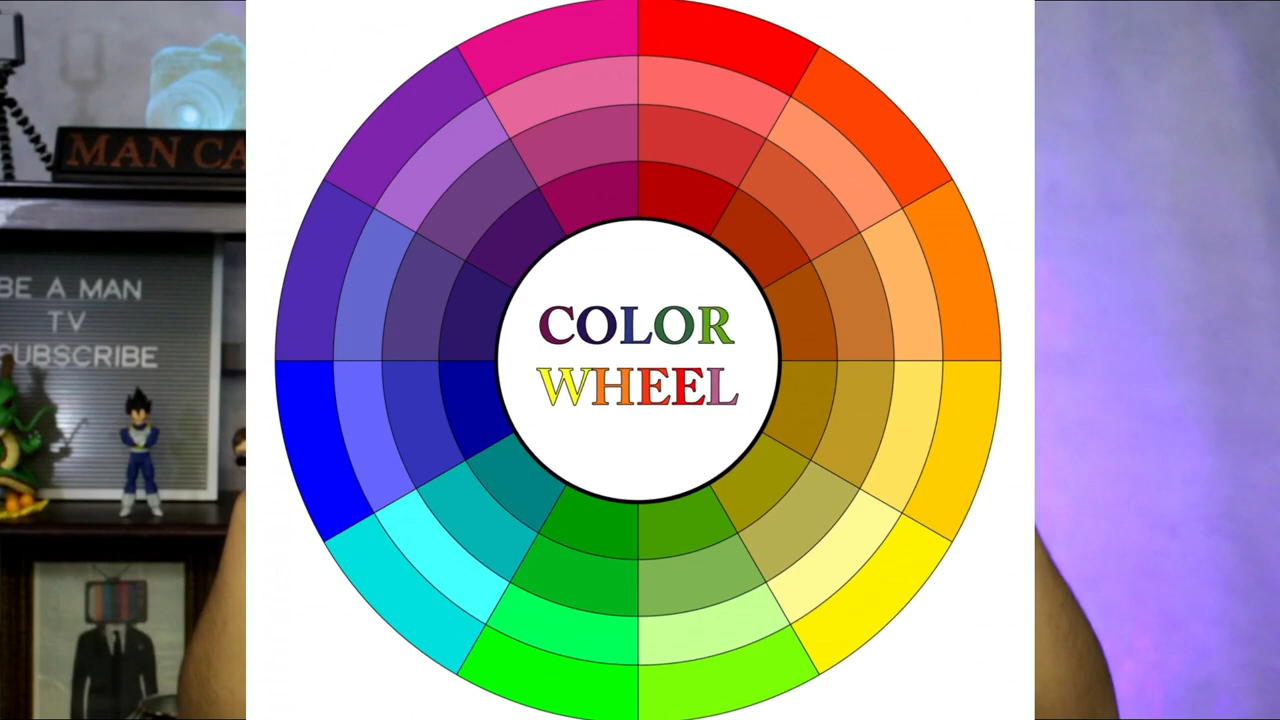 MAN CA
BE A MAN
TV
SUBSCRIBE
COLOR
WHEEL